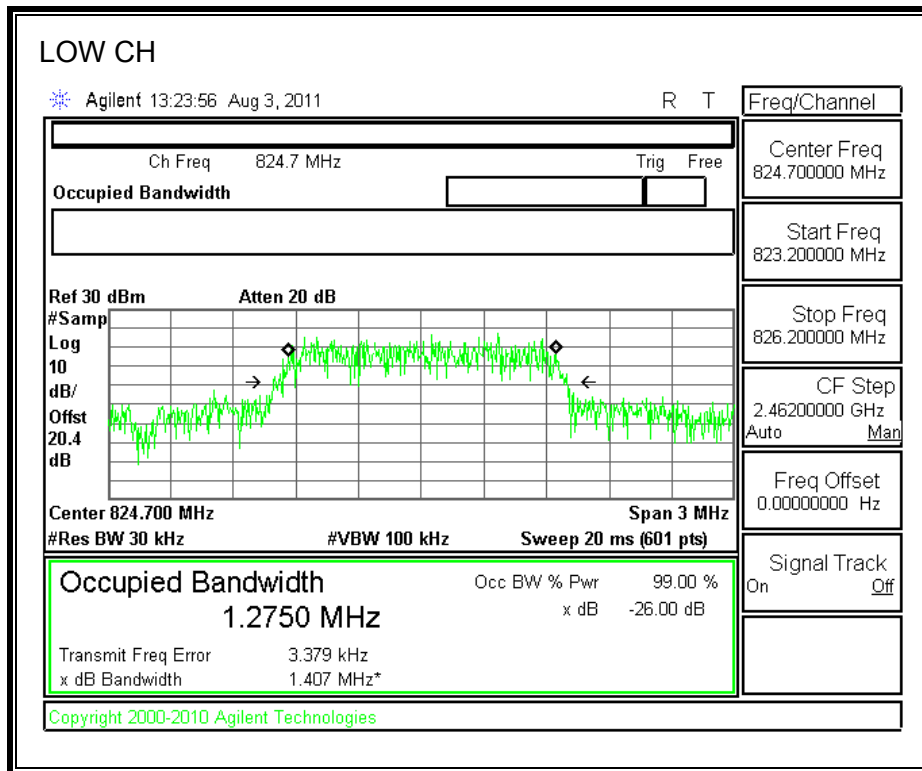 LOW CH
Agilent 13:23:56 Aug 3, 2011 R T
Freq/Channel
Ch Freq 824.7 MHz Trig Free
Occupied Bandwidth
Center Freq
824.700000 MHz
Start Freq
823.200000 MHz
Stop Freq
826.200000 MHz
CF Step
2.46200000 GHz
Auto Man
Freq Offset
0.00000000 Hz
Signal Track
On Off
Ref 30 dBm Atten 20 dB
#Samp
Log
10
dB/
Offst
20.4
dB
Center 824.700 MHz Span 3 MHz
#Res BW 30 kHz #VBW 100 kHz Sweep 20 ms (601 pts)
Occupied Bandwidth Occ BW % Pwr 99.00 %
1.2750 MHz x dB -26.00 dB
Transmit Freq Error 3.379 kHz
x dB Bandwidth 1.407 MHz*
Copyright 2000-2010 Agilent Technologies